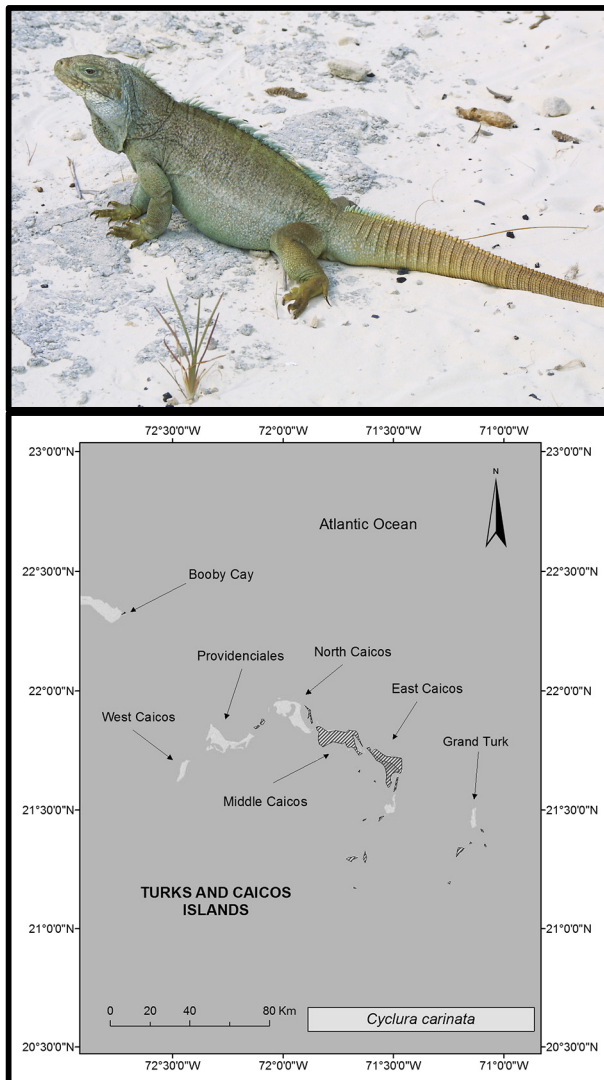 72°30'0"W 72°0'0"W 71°30'0"W 71°0'0"W
23°0'0"N 23°0'0"N
N
Atlantic Ocean
22°30'0"N 22°30'0"N
Booby Cay
Providenciales
North Caicos
22°0'0"N 22°0'0"N
East Caicos
West Caicos
Grand Turk
Middle Caicos
21°30'0"N 21°30'0"N
TURKS AND CAICOS
ISLANDS
21°0'0"N 21°0'0"N
0 20 40 80 Km
Cyclura carinata
20°30'0"N 20°30'0"N
72°30'0"W 72°0'0"W 71°30'0"W 71°0'0"W